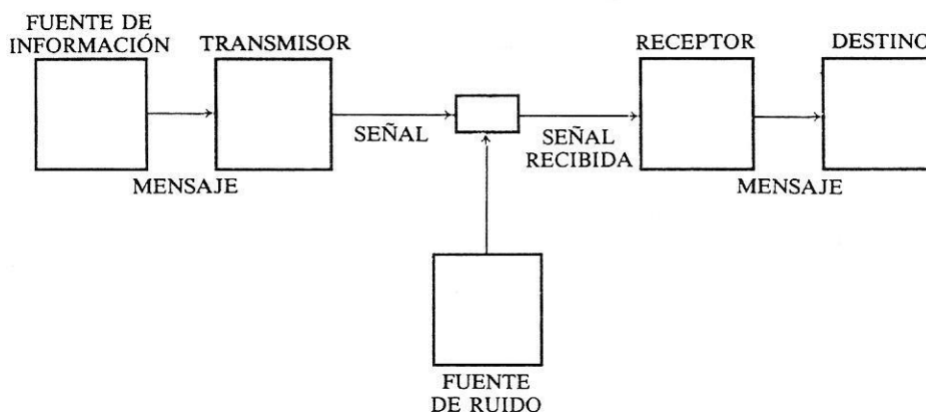 FUENTE DE
INFORMACIÓN
TRANSMISOR
RECEPTOR
DESTINO
MENSAJE
SEÑAL
SEÑAL
RECIBIDA
MENSAJE
FUENTE
DE RUIDO